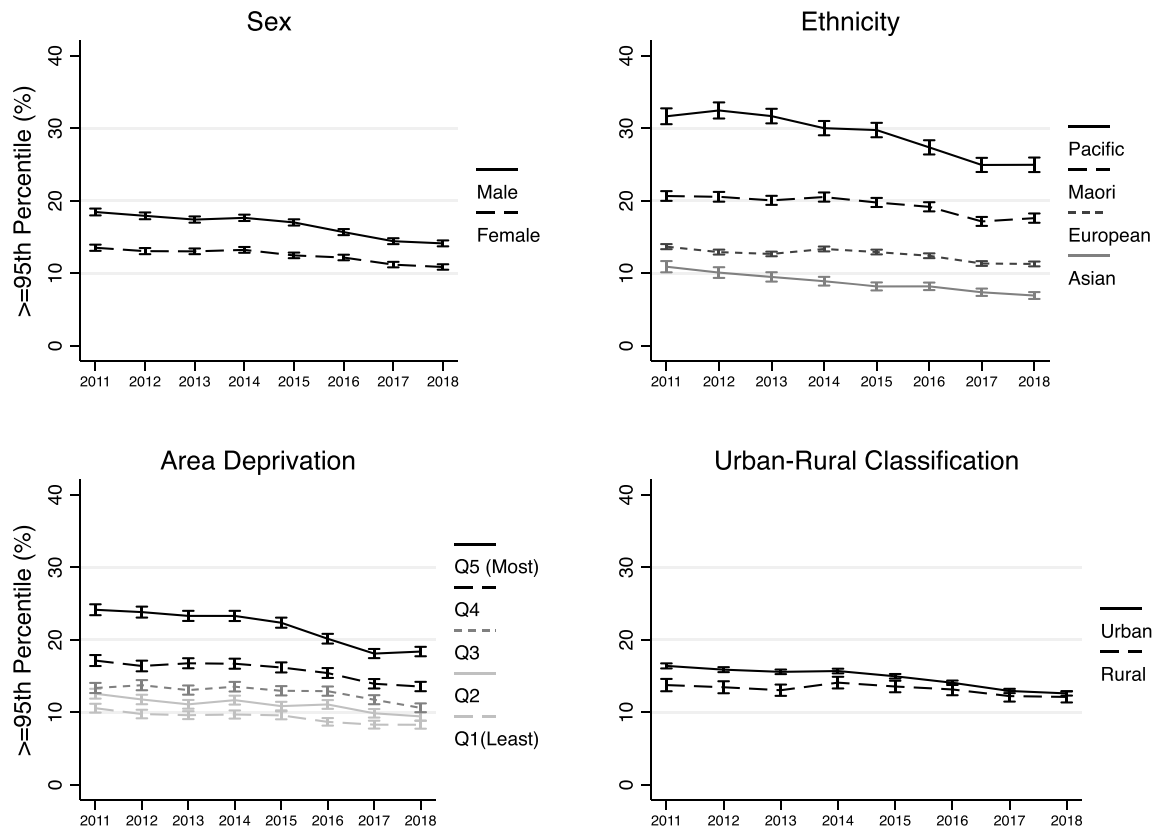 Sex
>=95th Percentile (%)
40
30
20
10
0
2011 2012 2013 2014 2015 2016 2017 2018
Male
Female
Ethnicity
40
30
20
10
0
2011 2012 2013 2014 2015 2016 2017 2018
Pacific
Maori
European
Asian
Area Deprivation
>=95th Percentile (%)
40
30
20
10
0
2011 2012 2013 2014 2015 2016 2017 2018
Q5 (Most)
Q4
Q3
Q2
Q1(Least)
Urban-Rural Classification
40
30
20
10
0
2011 2012 2013 2014 2015 2016 2017 2018
Urban
Rural